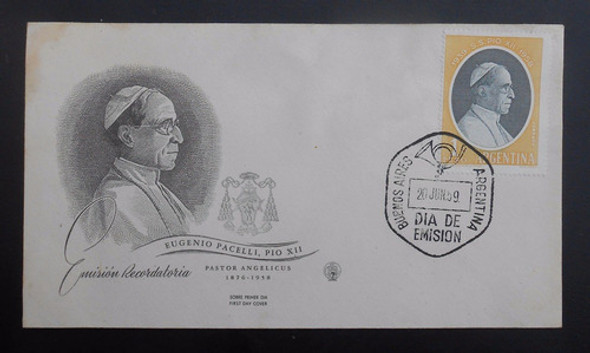 EUGENIO PACELLI, PIO XII
Emisión Recordatoria
PASTOR ANGELICUS
1876-1958
SOBRE PRIMER DIA
FIRST DAY COVER
ARGENTINA
BUENOS AIRES
ARGENTINA
20 JUN 59
DIA DE
EMISION